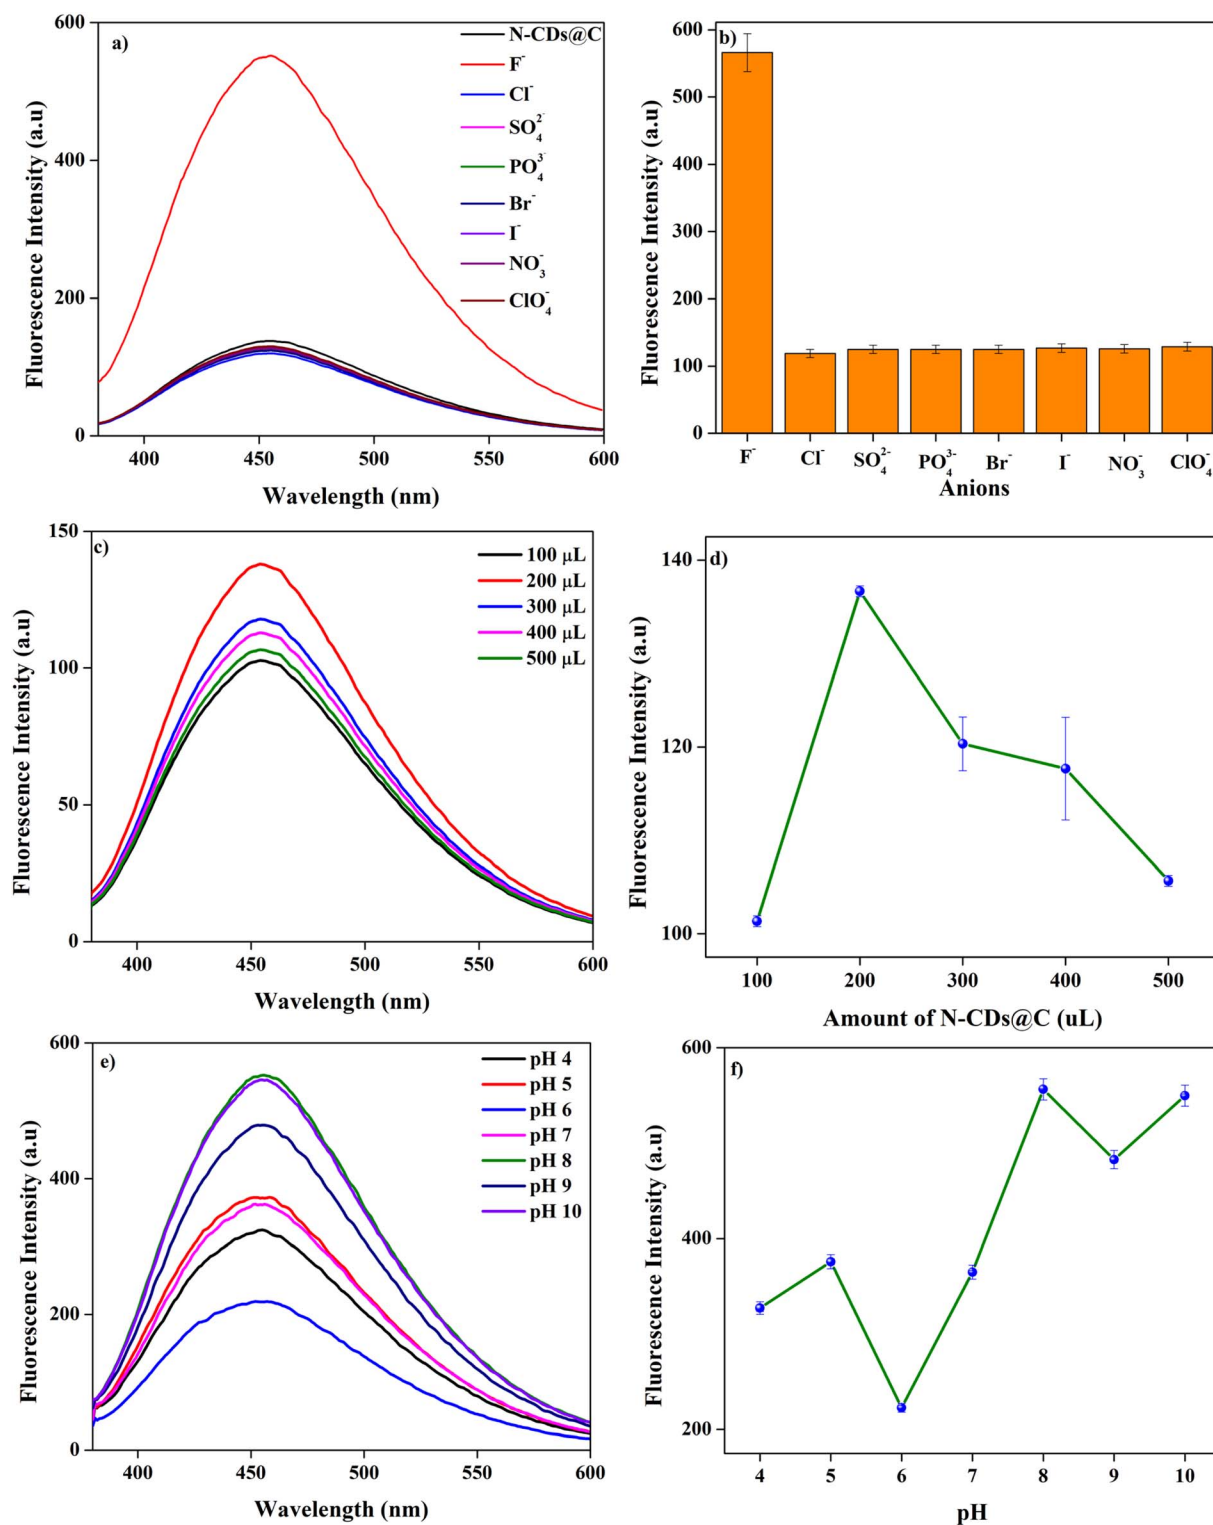 a)
600
400
200
0
400
450
500
550
600
Fluorescence Intensity (a.u)
Wavelength (nm)
N-CDs@C
F⁻
Cl⁻
SO₄²⁻
PO₄³⁻
Br⁻
I⁻
NO₃⁻
ClO₄⁻
b)
600
500
400
300
200
100
0
Fluorescence Intensity (a.u)
F⁻ Cl⁻ SO₄²⁻ PO₄³⁻ Br⁻ I⁻ NO₃⁻ ClO₄⁻
Anions
c)
150
100
50
0
400
450
500
550
600
Fluorescence Intensity (a.u)
Wavelength (nm)
100 µL
200 µL
300 µL
400 µL
500 µL
d)
140
120
100
100
200
300
400
500
Fluorescence Intensity (a.u)
Amount of N-CDs@C (uL)
e)
600
400
200
0
400
450
500
550
600
Fluorescence Intensity (a.u)
Wavelength (nm)
pH 4
pH 5
pH 6
pH 7
pH 8
pH 9
pH 10
f)
600
400
200
4
5
6
7
8
9
10
Fluorescence Intensity (a.u)
pH